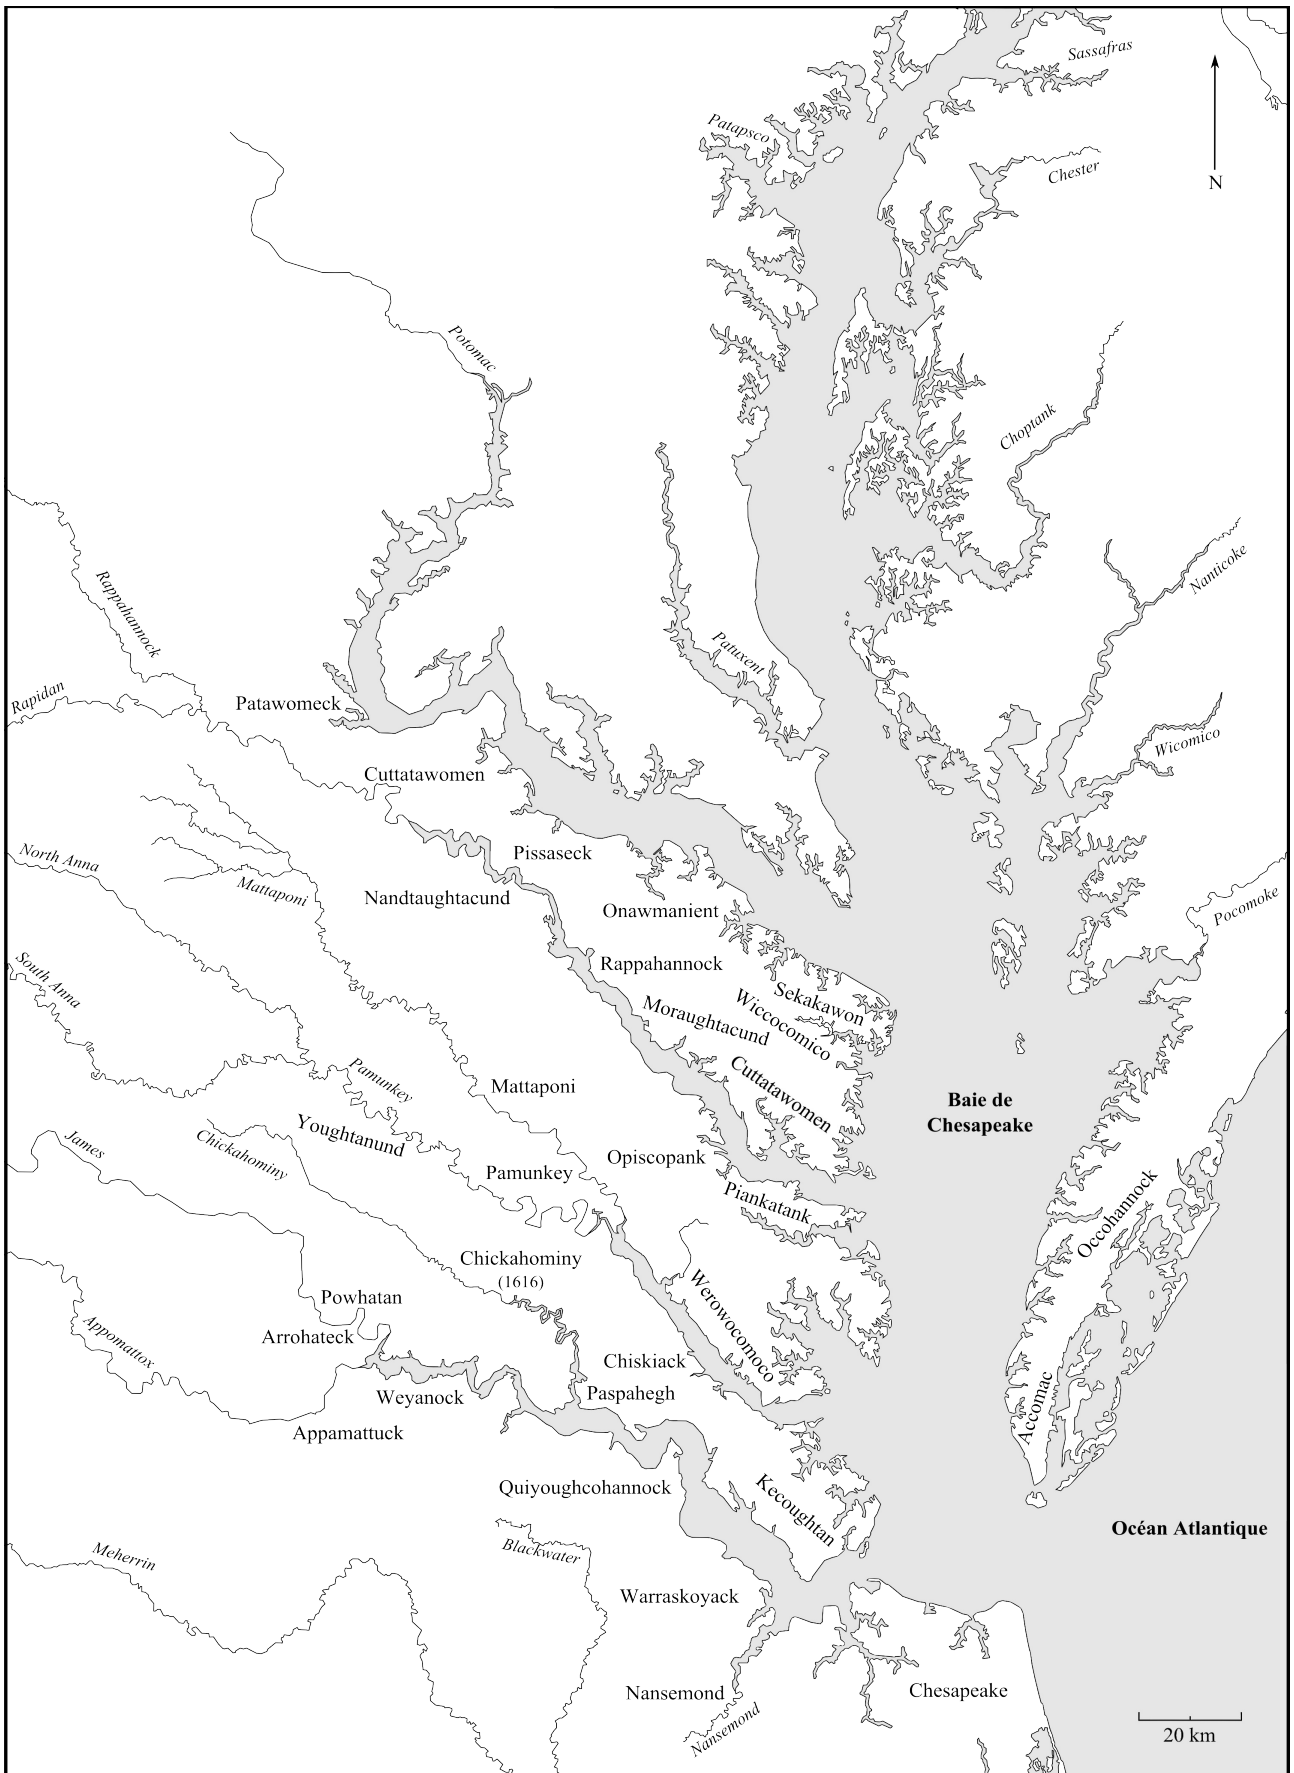 Sassafras
Patapsco
Chester
N
Potomac
Choptank
Nanticoke
Rappahannock
Patuxent
Rapidan
Patawomeck
Wicomico
Cuttatawomen
North Anna
Pissaseck
Mattaponi
Nandtaughtacund
Onawmanient
Pocomoke
South Anna
Rappahannock
Sekakawon
Wiccocomico
Moraughtacund
Pamunkey
Mattaponi
Cuttatawomen
Baie de
Chesapeake
Youghtanund
James
Chickahominy
Opiscopank
Pamunkey
Piankatank
Occohannock
Chickahominy
(1616)
Powhatan
Werowocomoco
Arrohateck
Appomattox
Chiskiack
Paspahegh
Weyanock
Accomac
Appamattuck
Quiyoughcohannock
Kecoughtan
Océan Atlantique
Blackwater
Meherrin
Warraskoyack
Nansemond
Chesapeake
Nansemond
20 km